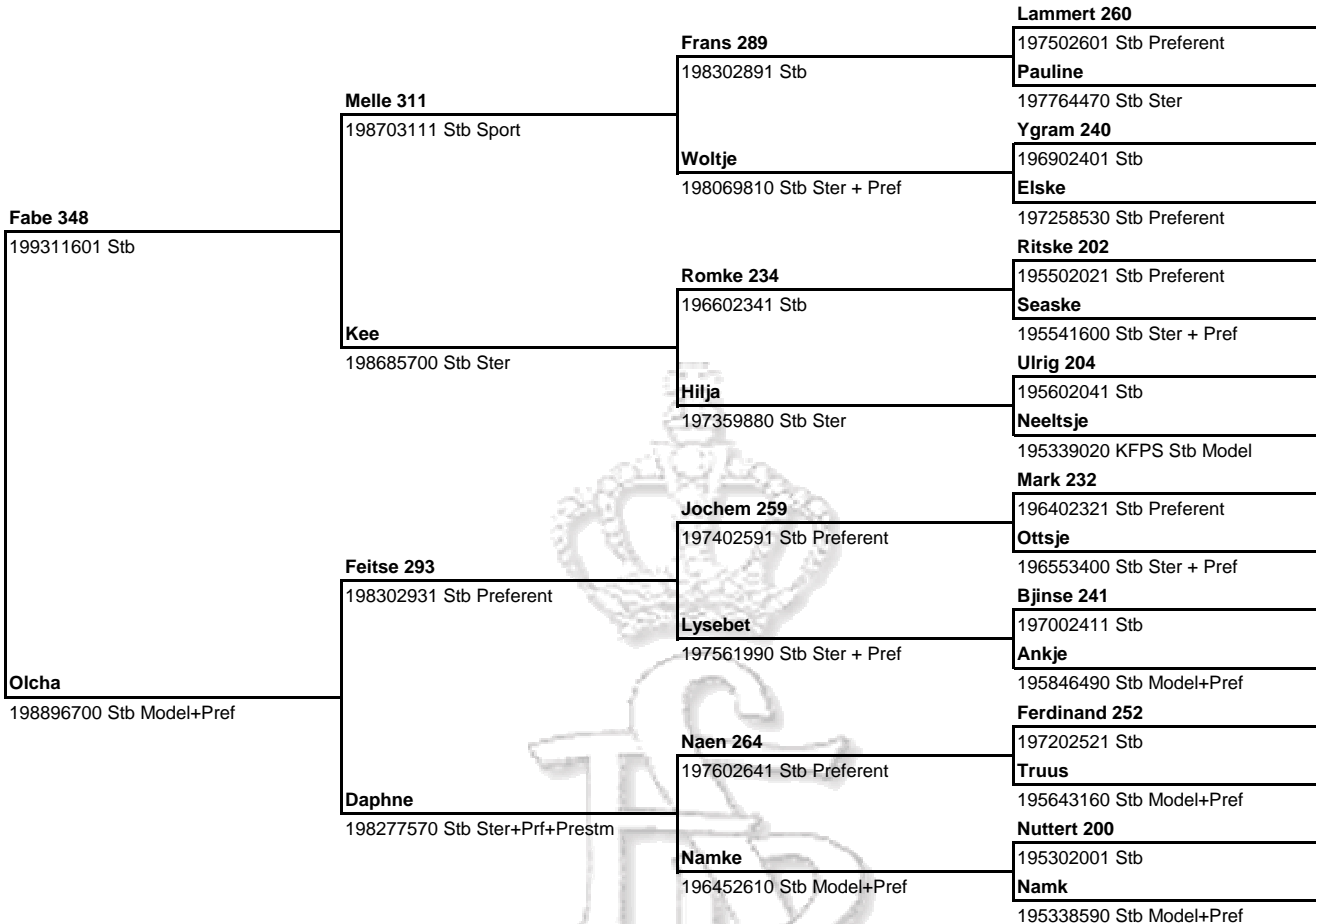 Fabe 348
199311601 Stb
Olcha
198896700 Stb Model+Pref
Melle 311
198703111 Stb Sport
Kee
198685700 Stb Ster
Feitse 293
198302931 Stb Preferent
Daphne
198277570 Stb Ster+Prf+Prestm
Frans 289
198302891 Stb
Woltje
198069810 Stb Ster + Pref
Romke 234
196602341 Stb
Hilja
197359880 Stb Ster
Jochem 259
197402591 Stb Preferent
Lysebet
197561990 Stb Ster + Pref
Naen 264
197602641 Stb Preferent
Namke
196452610 Stb Model+Pref
Lammert 260
197502601 Stb Preferent
Pauline
197764470 Stb Ster
Ygram 240
196902401 Stb
Elske
197258530 Stb Preferent
Ritske 202
195502021 Stb Preferent
Seaske
195541600 Stb Ster + Pref
Ulrig 204
195602041 Stb
Neeltsje
195339020 KFPS Stb Model
Mark 232
196402321 Stb Preferent
Ottsje
196553400 Stb Ster + Pref
Bjinse 241
197002411 Stb
Ankje
195846490 Stb Model+Pref
Ferdinand 252
197202521 Stb
Truus
195643160 Stb Model+Pref
Nuttert 200
195302001 Stb
Namk
195338590 Stb Model+Pref